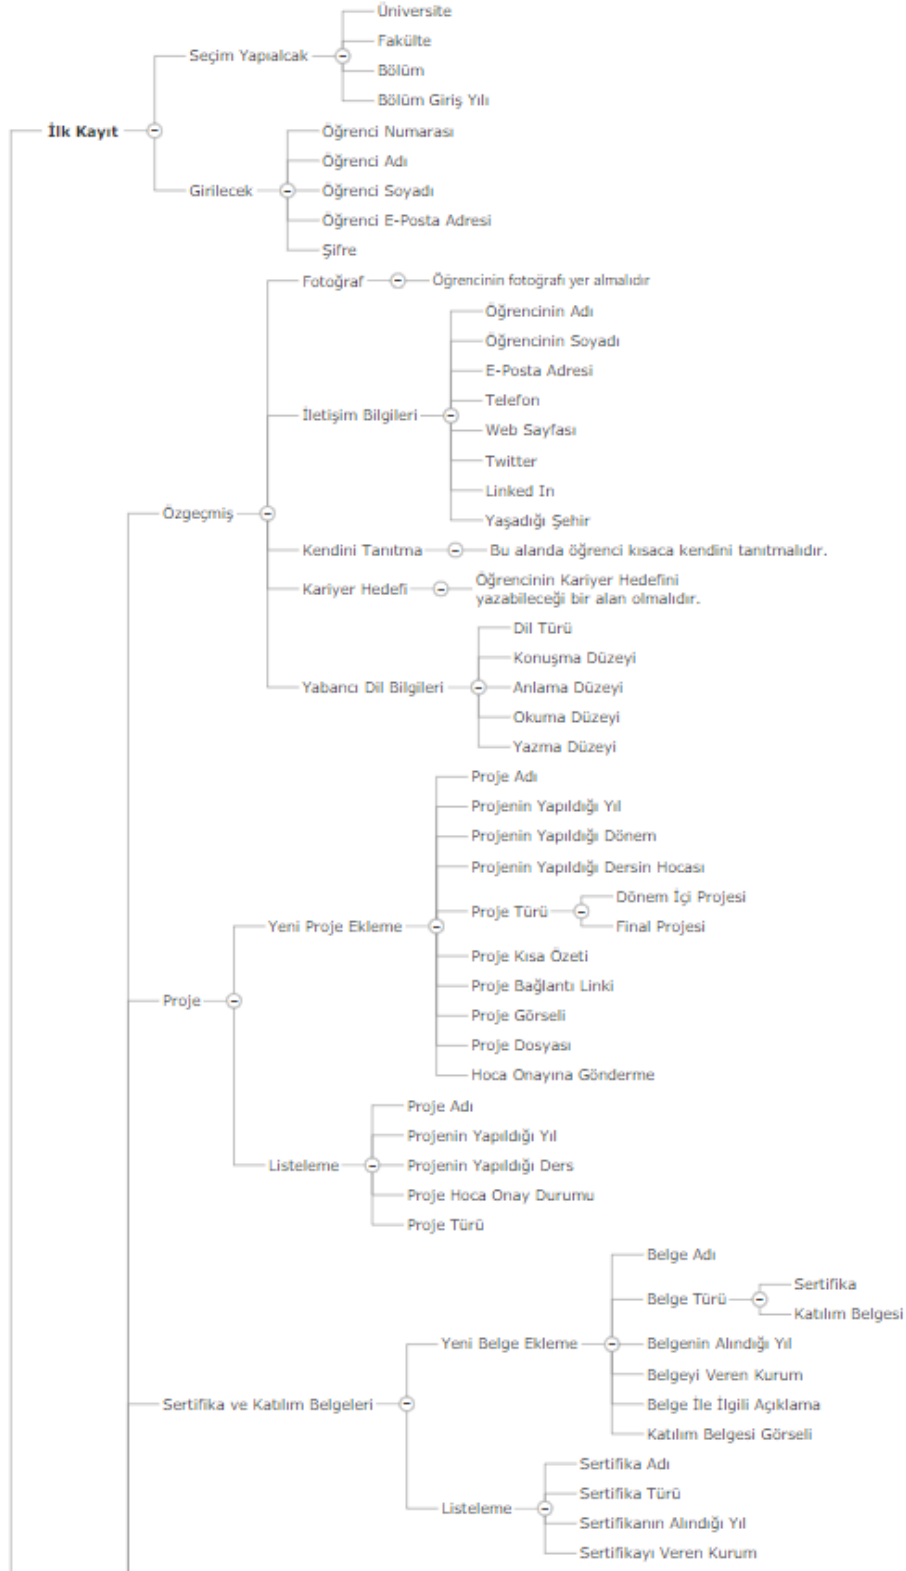 İlk Kayıt
Seçim Yapıalcak
Üniversite
Fakülte
Bölüm
Bölüm Giriş Yılı
Girilecek
Öğrenci Numarası
Öğrenci Adı
Öğrenci Soyadı
Öğrenci E-Posta Adresi
Şifre
Özgeçmiş
Fotoğraf
Öğrencinin fotoğrafı yer almalıdır
İletişim Bilgileri
Öğrencinin Adı
Öğrencinin Soyadı
E-Posta Adresi
Telefon
Web Sayfası
Twitter
Linked In
Yaşadığı Şehir
Kendini Tanıtma
Bu alanda öğrenci kısaca kendini tanıtmalıdır.
Kariyer Hedefi
Öğrencinin Kariyer Hedefini
yazabileceği bir alan olmalıdır.
Yabancı Dil Bilgileri
Dil Türü
Konuşma Düzeyi
Anlama Düzeyi
Okuma Düzeyi
Yazma Düzeyi
Proje
Yeni Proje Ekleme
Proje Adı
Projenin Yapıldığı Yıl
Projenin Yapıldığı Dönem
Projenin Yapıldığı Dersin Hocası
Proje Türü
Dönem İçi Projesi
Final Projesi
Proje Kısa Özeti
Proje Bağlantı Linki
Proje Görseli
Proje Dosyası
Hoca Onayına Gönderme
Listeleme
Proje Adı
Projenin Yapıldığı Yıl
Projenin Yapıldığı Ders
Proje Hoca Onay Durumu
Proje Türü
Sertifika ve Katılım Belgeleri
Yeni Belge Ekleme
Belge Adı
Belge Türü
Sertifika
Katılım Belgesi
Belgenin Alındığı Yıl
Belgeyi Veren Kurum
Belge İle İlgili Açıklama
Katılım Belgesi Görseli
Listeleme
Sertifika Adı
Sertifika Türü
Sertifikanın Alındığı Yıl
Sertifikayı Veren Kurum